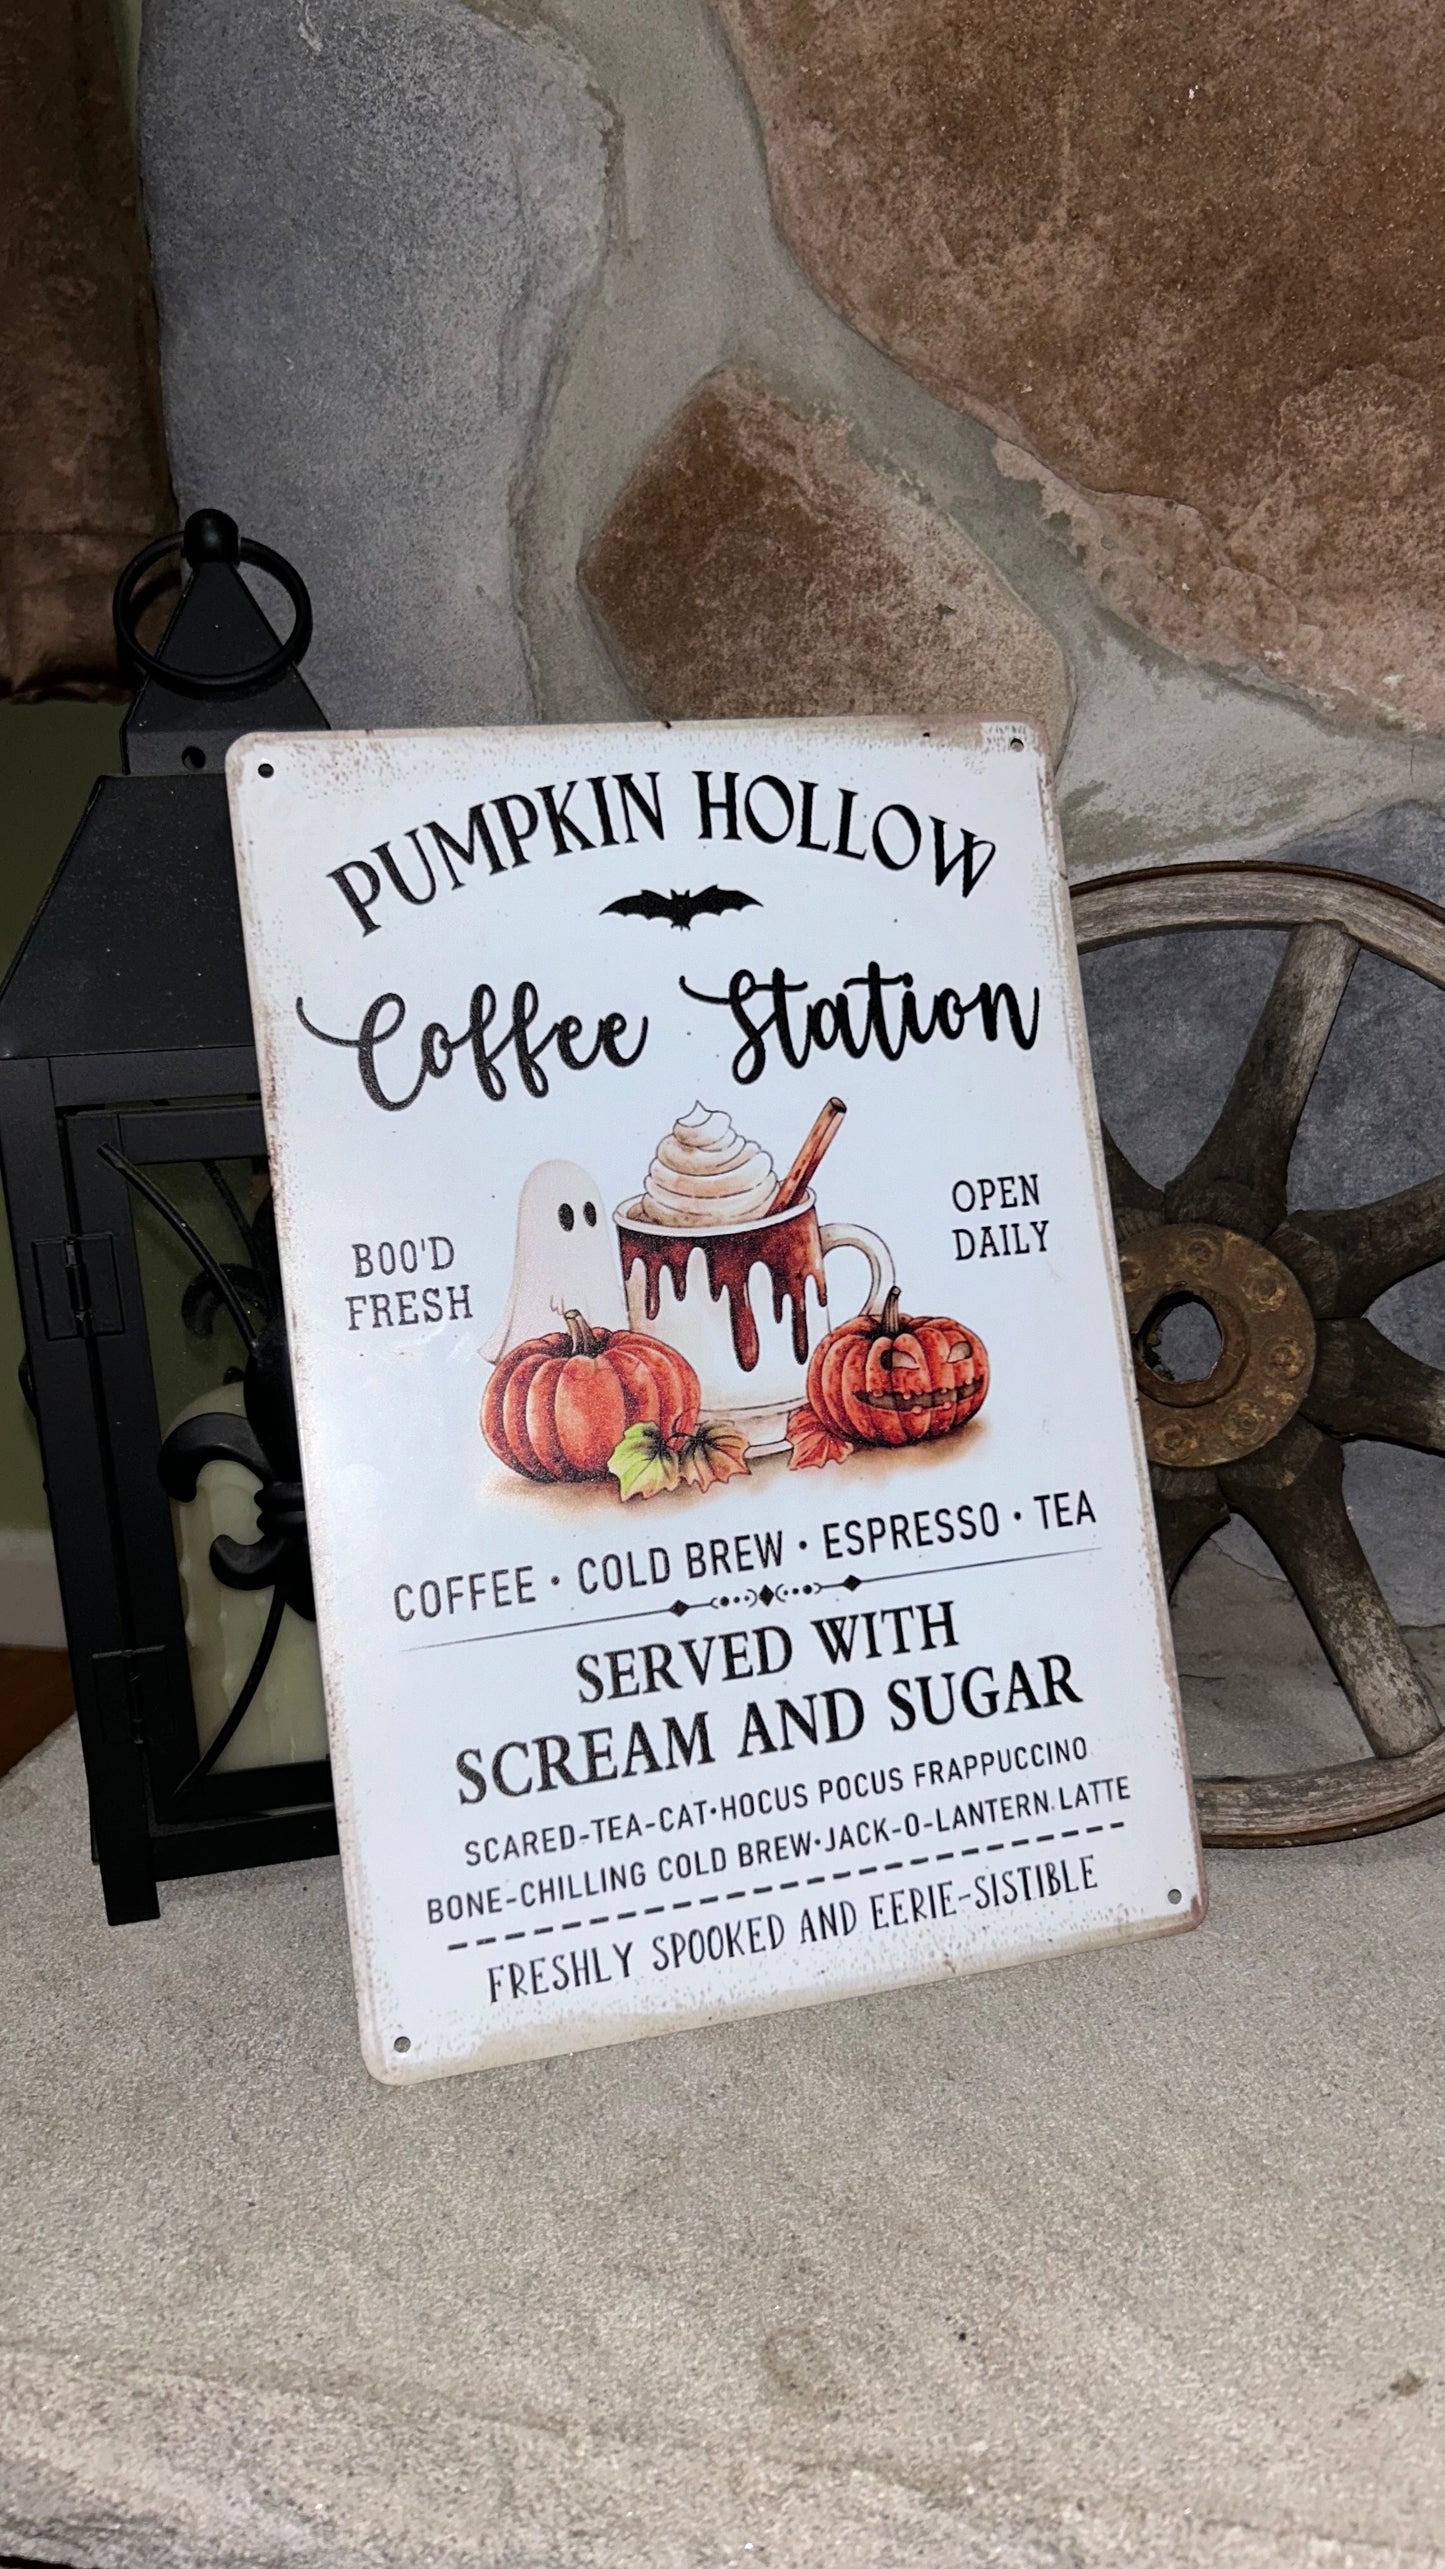 PUMPKIN HOLLOW
Coffee Station
BOO'D
FRESH
OPEN
DAILY
COFFEE · COLD BREW · ESPRESSO · TEA
SERVED WITH
SCREAM AND SUGAR
SCARED-TEA-CAT·HOCUS POCUS FRAPPUCCINO
BONE-CHILLING COLD BREW·JACK-O-LANTERN LATTE
FRESHLY SPOOKED AND EERIE-SISTIBLE